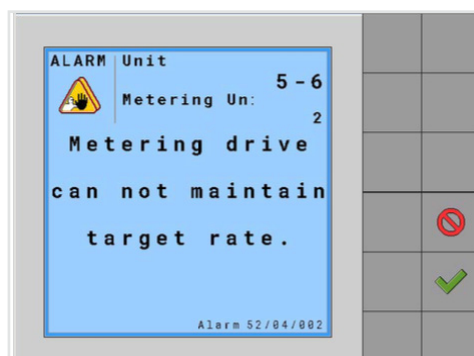 ALARM Unit
5-6
Metering Un:
2
Metering drive
can not maintain
target rate.
Alarm 52/04/002